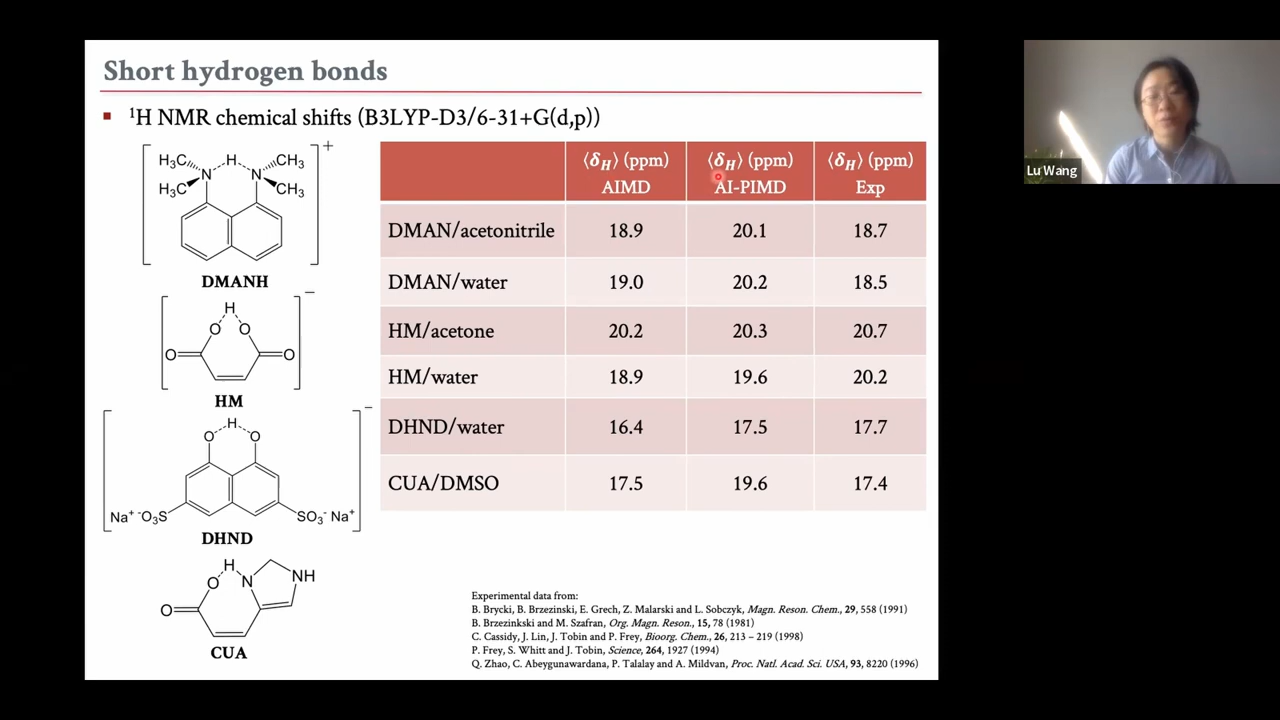 Short hydrogen bonds
▪ ¹H NMR chemical shifts (B3LYP-D3/6-31+G(d,p))
H₃C H CH₃ +
H₃C N N CH₃
DMANH
−
H
O O
O O
HM
−
H
O O
Na⁺ ⁻O₃S SO₃⁻ Na⁺
DHND
H
O N NH
O
CUA
⟨δ_H⟩ (ppm) AIMD ⟨δ_H⟩ (ppm) AI-PIMD ⟨δ_H⟩ (ppm) Exp
DMAN/acetonitrile 18.9 20.1 18.7
DMAN/water 19.0 20.2 18.5
HM/acetone 20.2 20.3 20.7
HM/water 18.9 19.6 20.2
DHND/water 16.4 17.5 17.7
CUA/DMSO 17.5 19.6 17.4
Experimental data from:
B. Brycki, B. Brzezinski, E. Grech, Z. Malarski and L. Sobczyk, Magn. Reson. Chem., 29, 558 (1991)
B. Brzezinkski and M. Szafran, Org. Magn. Reson., 15, 78 (1981)
C. Cassidy, J. Lin, J. Tobin and P. Frey, Bioorg. Chem., 26, 213 – 219 (1998)
P. Frey, S. Whitt and J. Tobin, Science, 264, 1927 (1994)
Q. Zhao, C. Abeygunawardana, P. Talalay and A. Mildvan, Proc. Natl. Acad. Sci. USA, 93, 8220 (1996)
Lu Wang